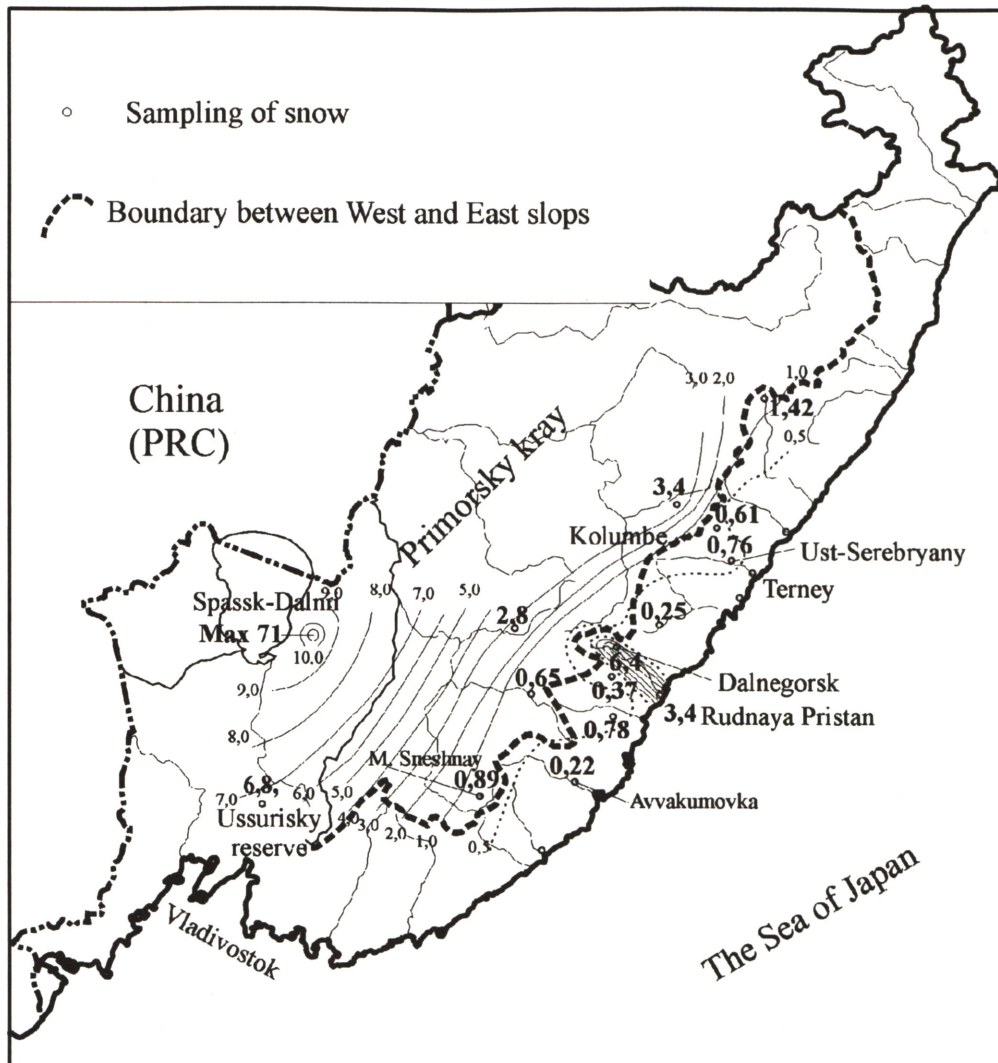 Sampling of snow
Boundary between West and East slops
China
(PRC)
Primorsky kray
3,0 2,0
1,0
1,42
0,5
3,4
Kolumbe
0,61
0,76
Ust-Serebryany
Terney
9,0
8,0
7,0
5,0
Max 71
10.0
2,8
0,25
6,4
Dalnegorsk
9,0
0,65
0,37
3,4
Rudnaya Pristan
8,0
0,78
M. Sneshnay
0,89
0,22
Avvakumovka
7,0
6,8,
6,0
5,0
4,0
3,0
2,0
1,0
0,5
Ussurisky
reserve
Vladivostok
The Sea of Japan